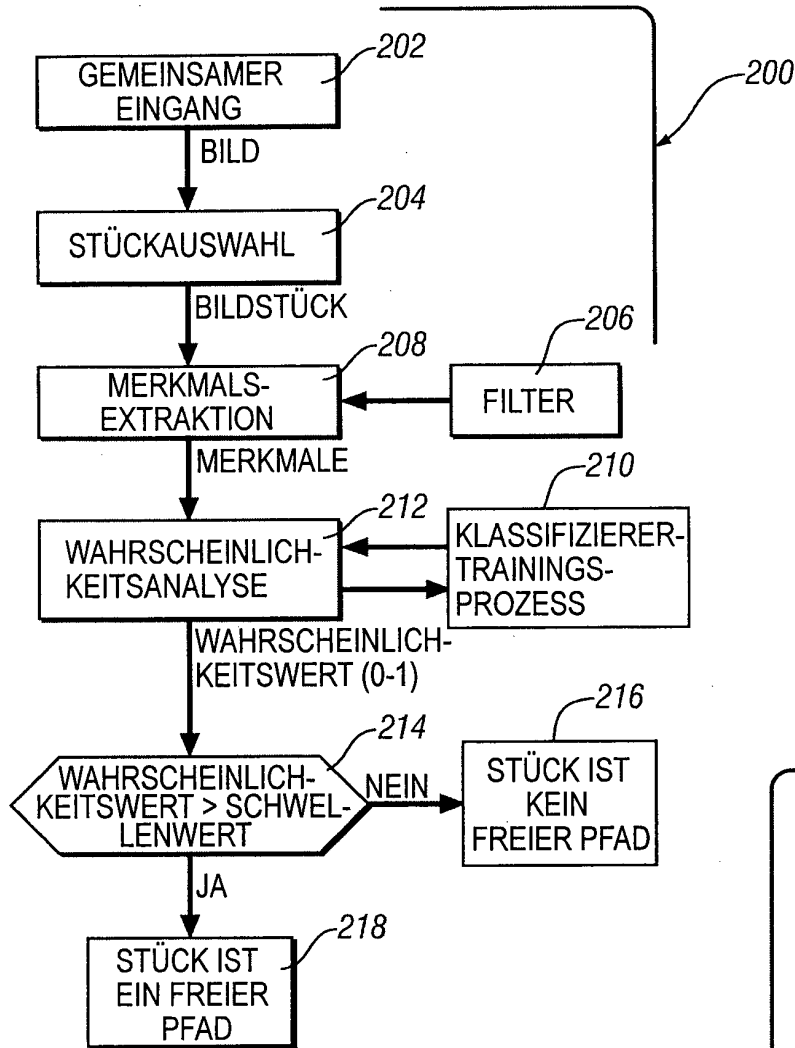 202
GEMEINSAMER
EINGANG
200
BILD
204
STÜCKAUSWAHL
BILDSTÜCK
208
MERKMALS-
EXTRAKTION
206
FILTER
MERKMALE
212
WAHRSCHEINLICH-
KEITSANALYSE
210
KLASSIFIZIERER-
TRAININGS-
PROZESS
WAHRSCHEINLICH-
KEITSWERT (0-1)
214
WAHRSCHEINLICH-
KEITSWERT > SCHWEL-
LENWERT
NEIN
216
STÜCK IST
KEIN
FREIER PFAD
JA
218
STÜCK IST
EIN FREIER
PFAD